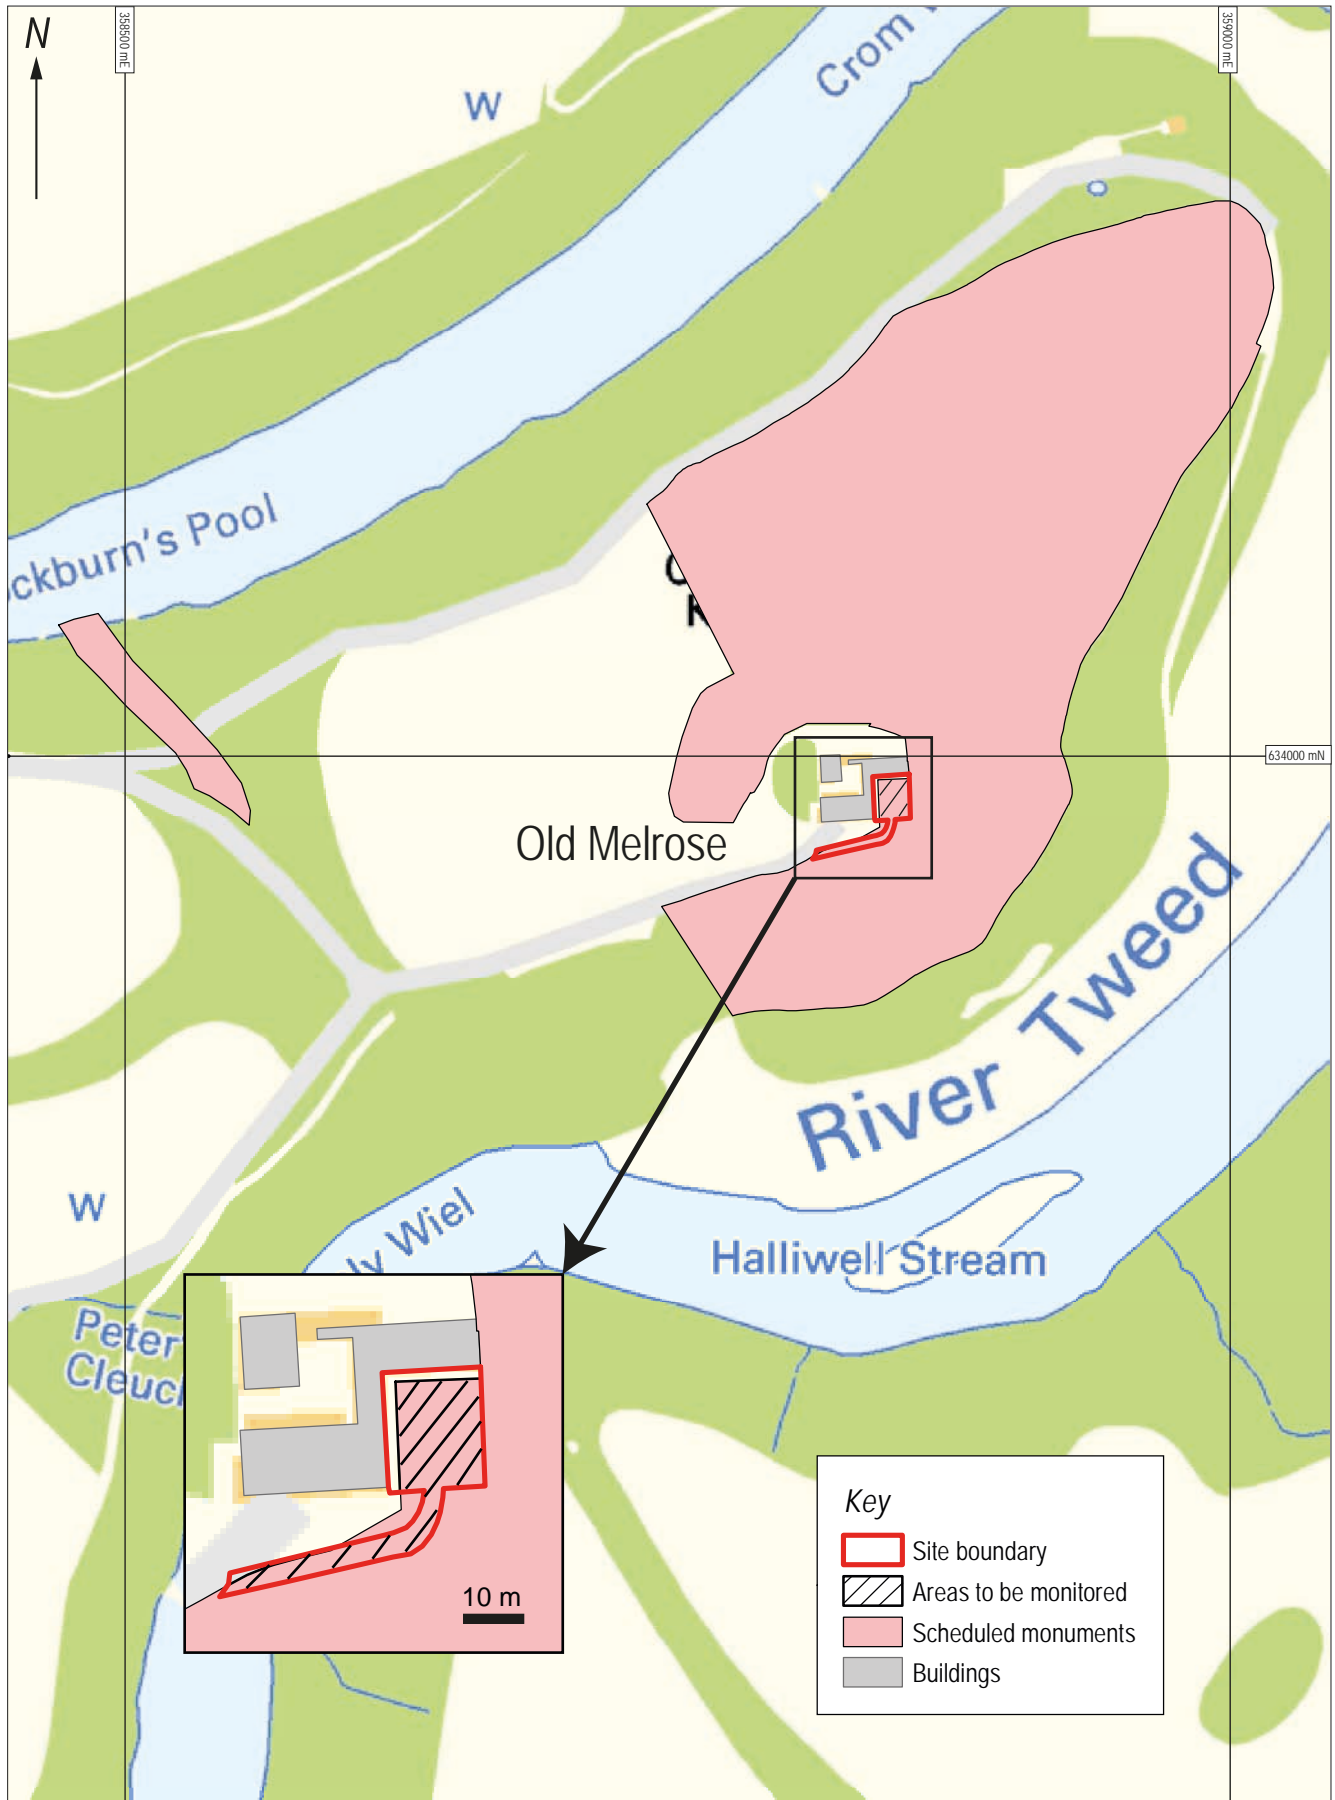 N
358500 mE
359000 mE
Crom
W
ckburn's Pool
K
634000 mN
Old Melrose
River Tweed
W
ly Wiel
Halliwell Stream
Peter
Cleuc
10 m
Key
Site boundary
Areas to be monitored
Scheduled monuments
Buildings